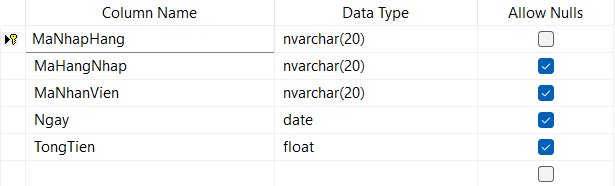 Column Name Data Type Allow Nulls
MaNhapHang nvarchar(20)
MaHangNhap nvarchar(20)
MaNhanVien nvarchar(20)
Ngay date
TongTien float